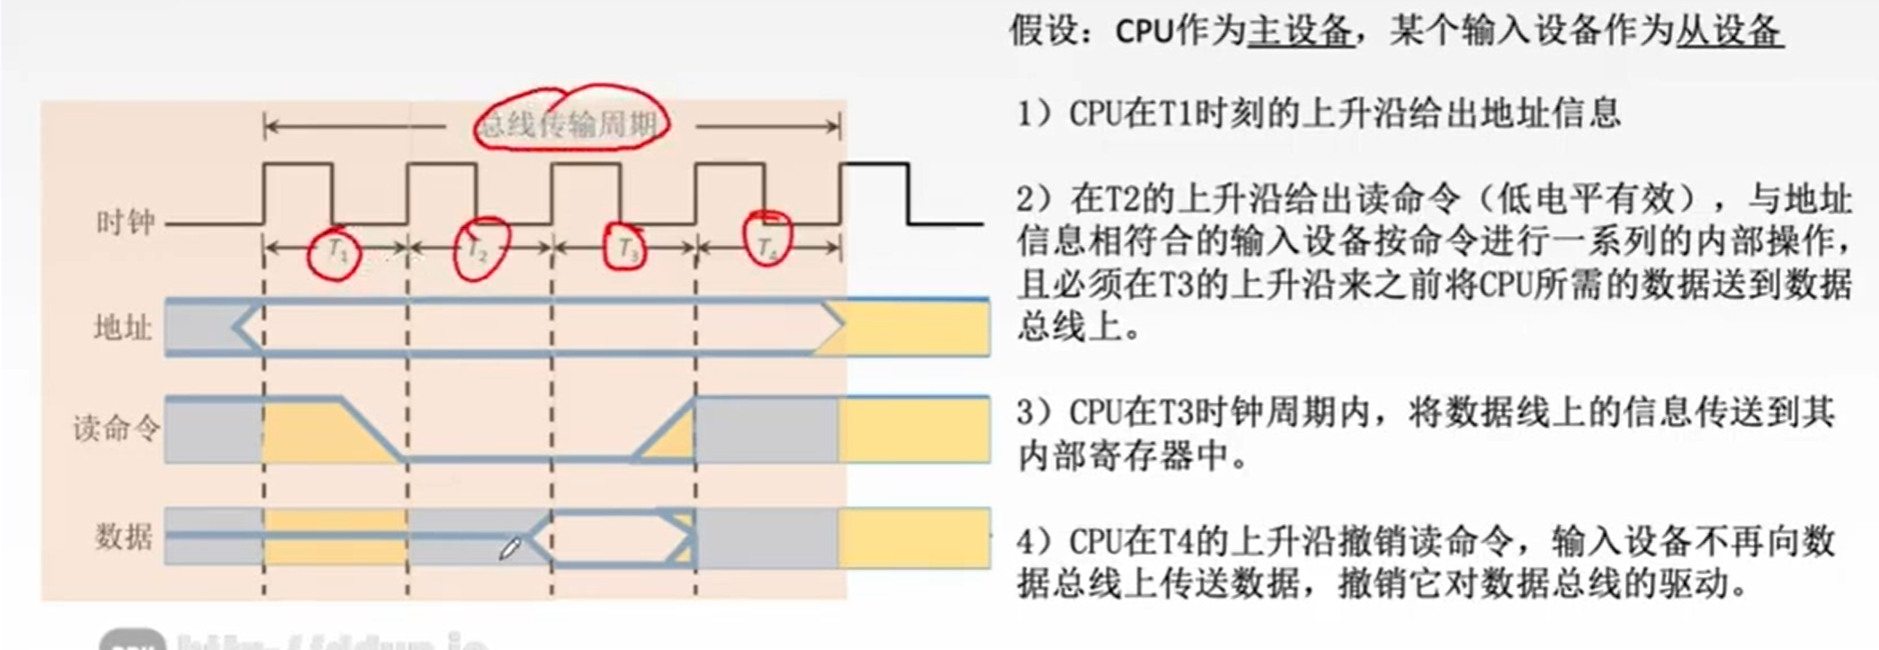 总线传输周期
时钟
T1
T2
T3
T4
地址
读命令
数据
假设：CPU作为主设备，某个输入设备作为从设备
1）CPU在T1时刻的上升沿给出地址信息
2）在T2的上升沿给出读命令（低电平有效），与地址
信息相符合的输入设备按命令进行一系列的内部操作，
且必须在T3的上升沿来之前将CPU所需的数据送到数据
总线上。
3）CPU在T3时钟周期内，将数据线上的信息传送到其
内部寄存器中。
4）CPU在T4的上升沿撤销读命令，输入设备不再向数
据总线上传送数据，撤销它对数据总线的驱动。